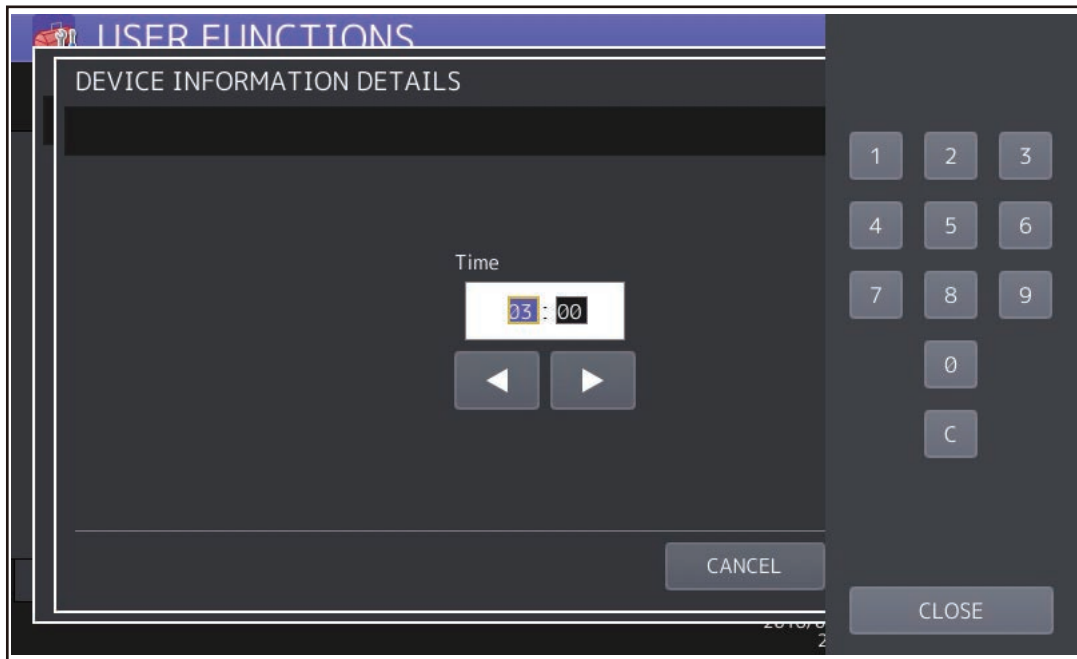 USER FUNCTIONS
DEVICE INFORMATION DETAILS
Time
03 : 00
1 2 3
4 5 6
7 8 9
0
C
CANCEL
CLOSE